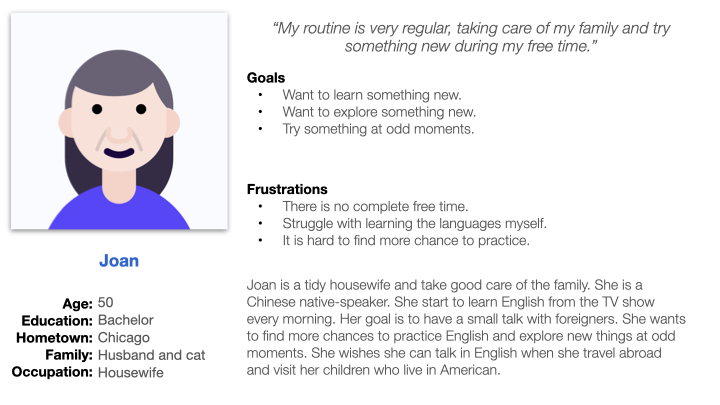 “My routine is very regular, taking care of my family and try
something new during my free time.”
Goals
• Want to learn something new.
• Want to explore something new.
• Try something at odd moments.
Frustrations
• There is no complete free time.
• Struggle with learning the languages myself.
• It is hard to find more chance to practice.
Joan
Age: 50
Education: Bachelor
Hometown: Chicago
Family: Husband and cat
Occupation: Housewife
Joan is a tidy housewife and take good care of the family. She is a
Chinese native-speaker. She start to learn English from the TV show
every morning. Her goal is to have a small talk with foreigners. She wants
to find more chances to practice English and explore new things at odd
moments. She wishes she can talk in English when she travel abroad
and visit her children who live in American.